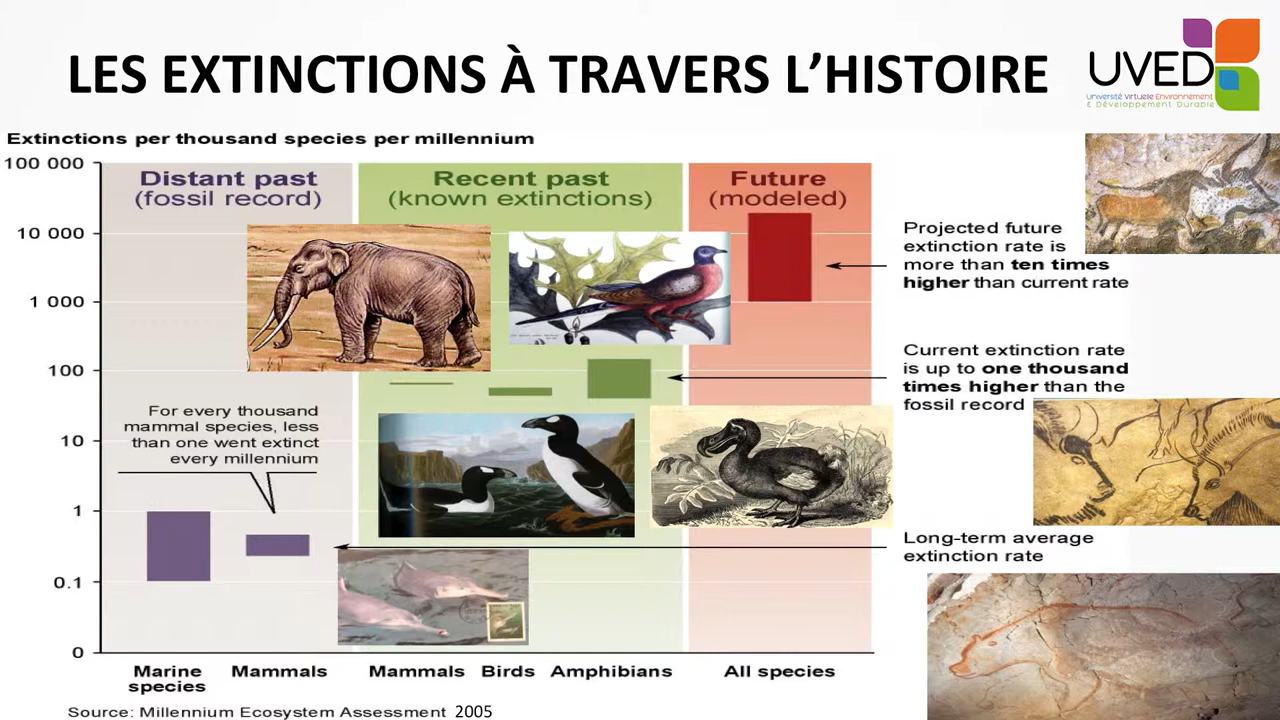 LES EXTINCTIONS À TRAVERS L’HISTOIRE
UVED
Université Virtuelle Environnement
& Développement Durable
Extinctions per thousand species per millennium
100 000
10 000
1 000
100
10
1
0.1
0
Distant past
(fossil record)
Recent past
(known extinctions)
Future
(modeled)
Projected future
extinction rate is
more than ten times
higher than current rate
Current extinction rate
is up to one thousand
times higher than the
fossil record
For every thousand
mammal species, less
than one went extinct
every millennium
Long-term average
extinction rate
Marine
species
Mammals
Mammals
Birds
Amphibians
All species
Source: Millennium Ecosystem Assessment 2005